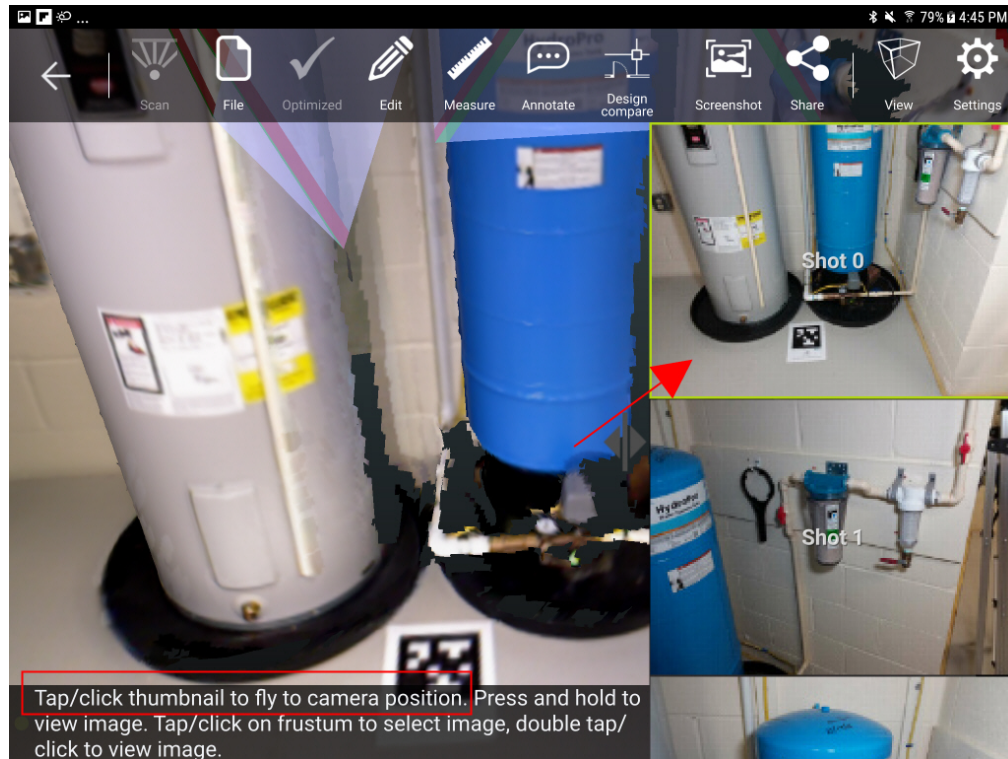 79% 4:45 PM
Scan
File
Optimized
Edit
Measure
Annotate
Design
compare
Screenshot
Share
View
Settings
HydroPro
Shot 0
HydroPro
Shot 1
Tap/click thumbnail to fly to camera position. Press and hold to
view image. Tap/click on frustum to select image, double tap/
click to view image.